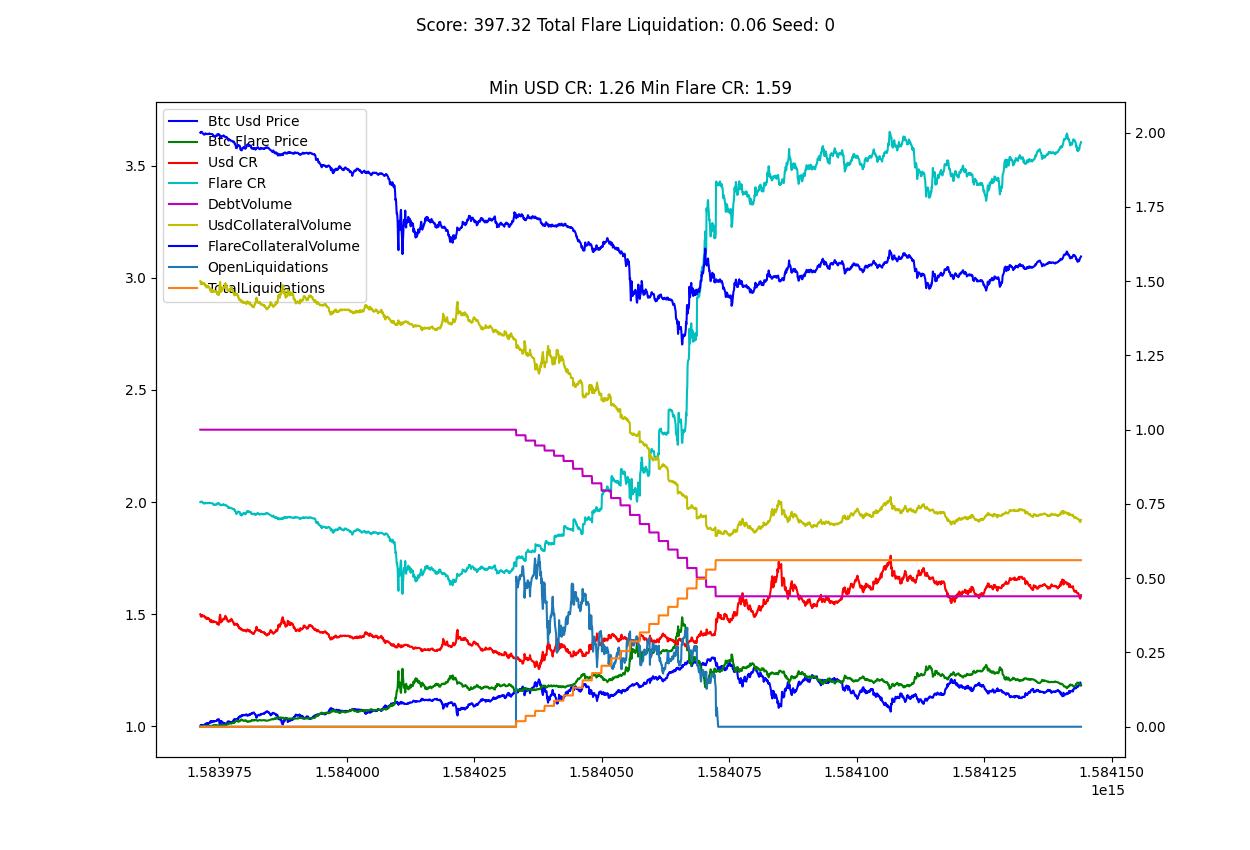 Score: 397.32 Total Flare Liquidation: 0.06 Seed: 0
Min USD CR: 1.26 Min Flare CR: 1.59
Btc Usd Price
Btc Flare Price
Usd CR
Flare CR
DebtVolume
UsdCollateralVolume
FlareCollateralVolume
OpenLiquidations
TotalLiquidations
3.5
3.0
2.5
2.0
1.5
1.0
2.00
1.75
1.50
1.25
1.00
0.75
0.50
0.25
0.00
1.583975 1.584000 1.584025 1.584050 1.584075 1.584100 1.584125 1.584150
1e15